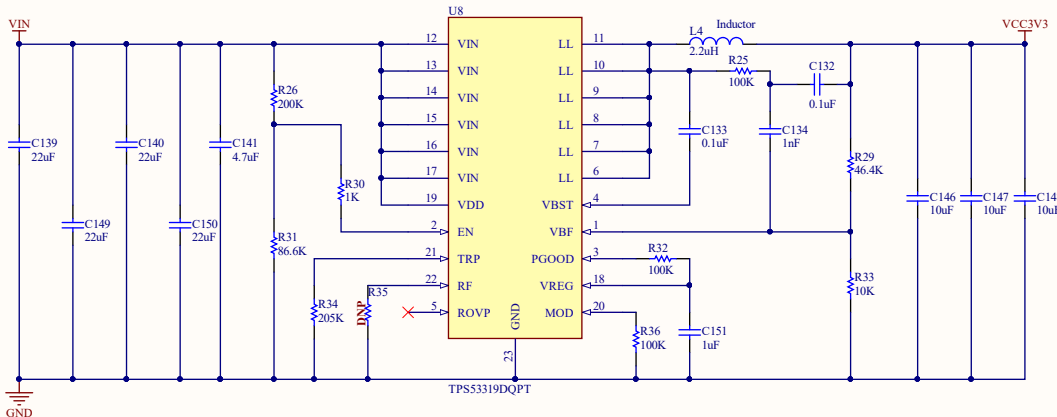 VIN
U8
VCC3V3
L4
Inductor
2.2uH
12 VIN LL 11
13 VIN LL 10
14 VIN LL 9
15 VIN LL 8
16 VIN LL 7
17 VIN LL 6
19 VDD VBST 4
2 EN VBF 1
21 TRP PGOOD 3
22 RF VREG 18
5 ROVP MOD 20
GND
23
TPS53319DQPT
R25
100K
C132
0.1uF
R26
200K
C133
0.1uF
C134
1nF
C139
22uF
C140
22uF
C141
4.7uF
R29
46.4K
R30
1K
C146
10uF
C147
10uF
C14
10uF
C149
22uF
C150
22uF
R31
86.6K
R32
100K
R33
10K
R34
205K
R35
DNP
R36
100K
C151
1uF
GND